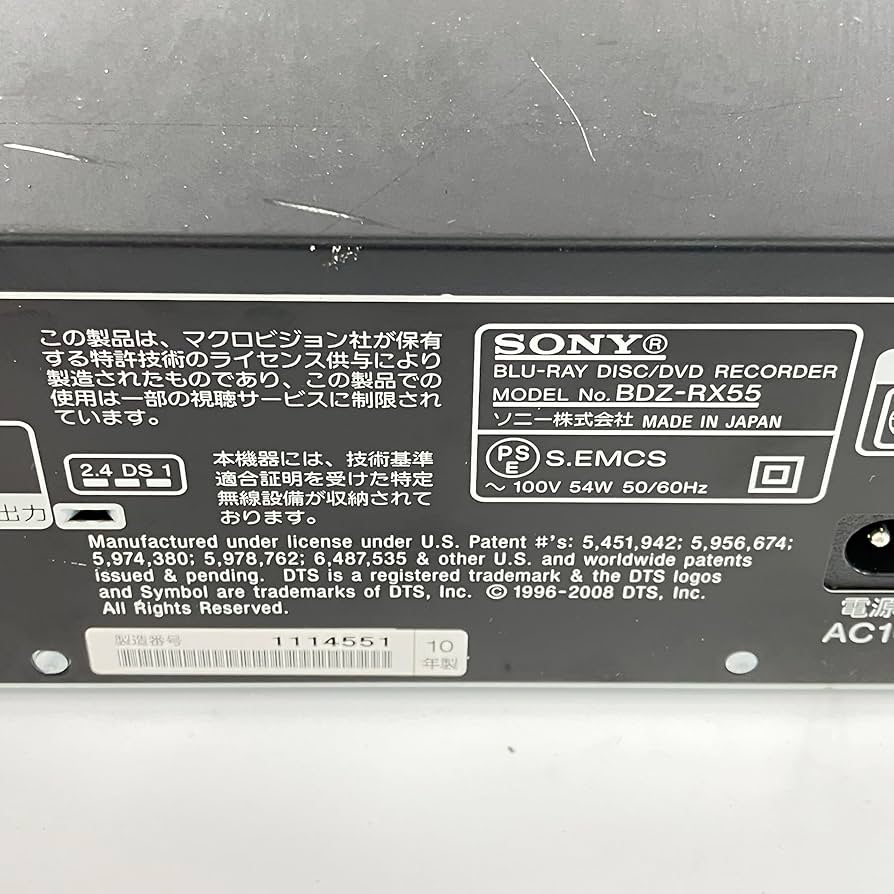 この製品は、マクロビジョン社が保有
する特許技術のライセンス供与により
製造されたものであり、この製品での
使用は一部の視聴サービスに制限され
ています。
SONY®
BLU-RAY DISC/DVD RECORDER
MODEL No. BDZ-RX55
ソニー株式会社 MADE IN JAPAN
PSE S.EMCS
～ 100V 54W 50/60Hz
2.4 DS 1
本機器には、技術基準
適合証明を受けた特定
無線設備が収納されて
おります。
出力
Manufactured under license under U.S. Patent #'s: 5,451,942; 5,956,674;
5,974,380; 5,978,762; 6,487,535 & other U.S. and worldwide patents
issued & pending. DTS is a registered trademark & the DTS logos
and Symbol are trademarks of DTS, Inc. © 1996-2008 DTS, Inc.
All Rights Reserved.
電源
AC1
製造番号 1114551
10
年製